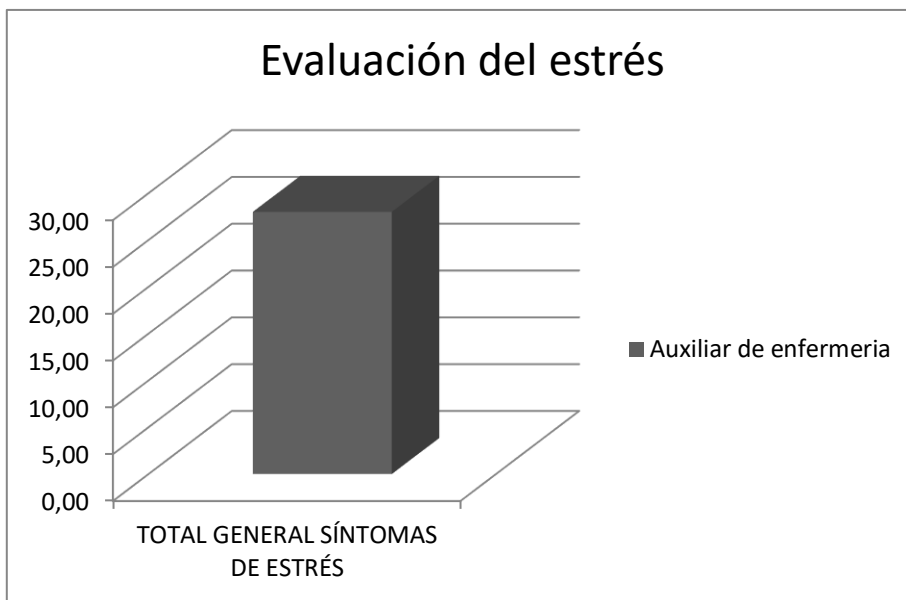 Evaluación del estrés
30,00
25,00
20,00
15,00
10,00
5,00
0,00
Auxiliar de enfermeria
TOTAL GENERAL SÍNTOMAS
DE ESTRÉS